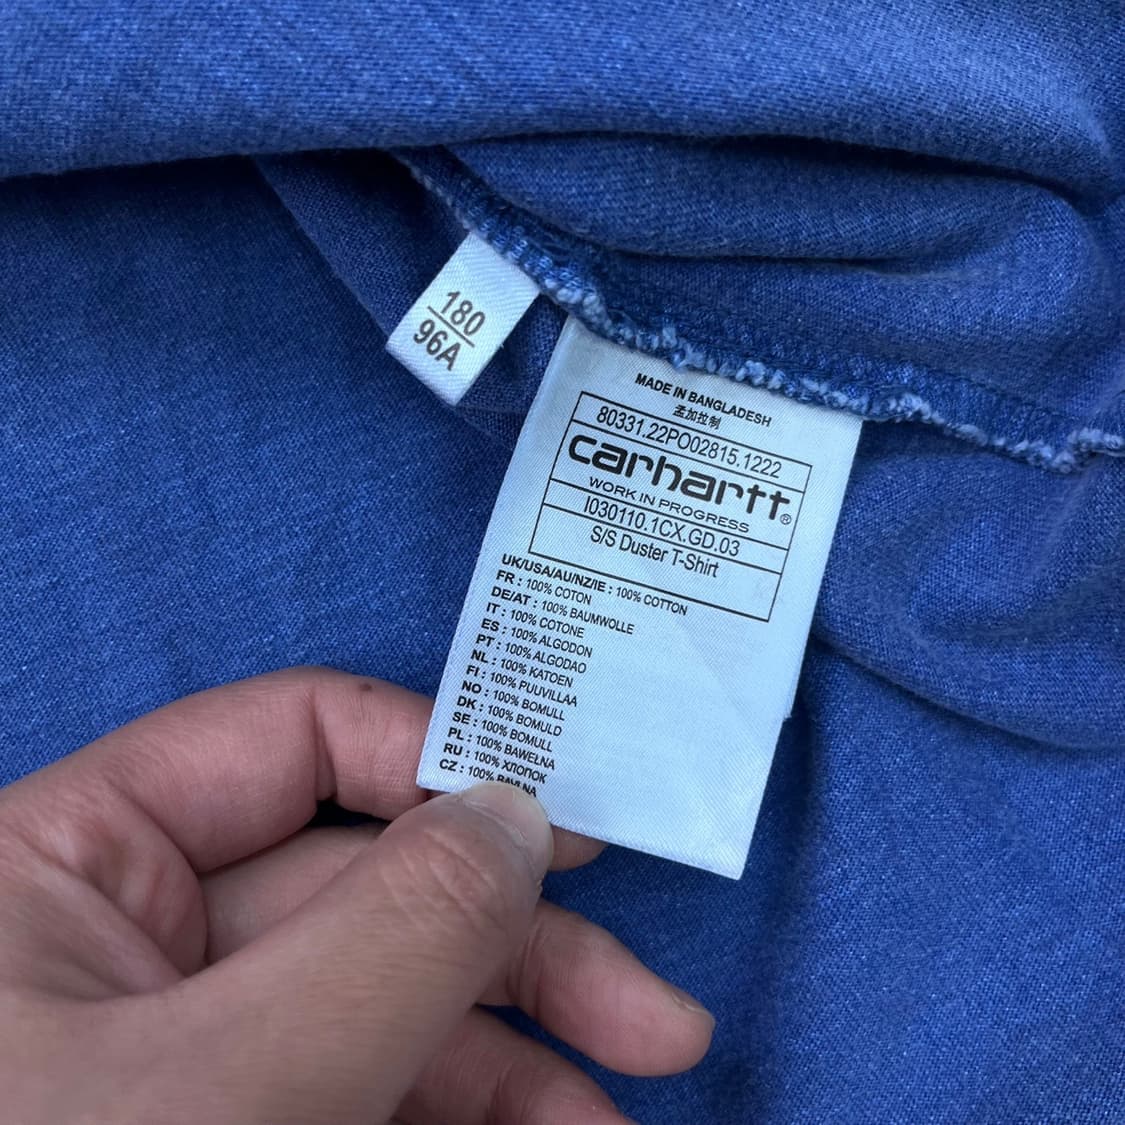 180
96A
MADE IN BANGLADESH
孟加拉制
80331.22PO02815.1222
carhartt®
WORK IN PROGRESS
I030110.1CX.GD.03
S/S Duster T-Shirt
UK/USA/AU/NZ/IE : 100% COTTON
FR : 100% COTON
DE/AT : 100% BAUMWOLLE
IT : 100% COTONE
ES : 100% ALGODON
PT : 100% ALGODAO
NL : 100% KATOEN
FI : 100% PUUVILLAA
NO : 100% BOMULL
DK : 100% BOMULD
SE : 100% BOMULL
PL : 100% BAWEŁNA
RU : 100% ХЛОПОК
CZ : 100% BAVLNA